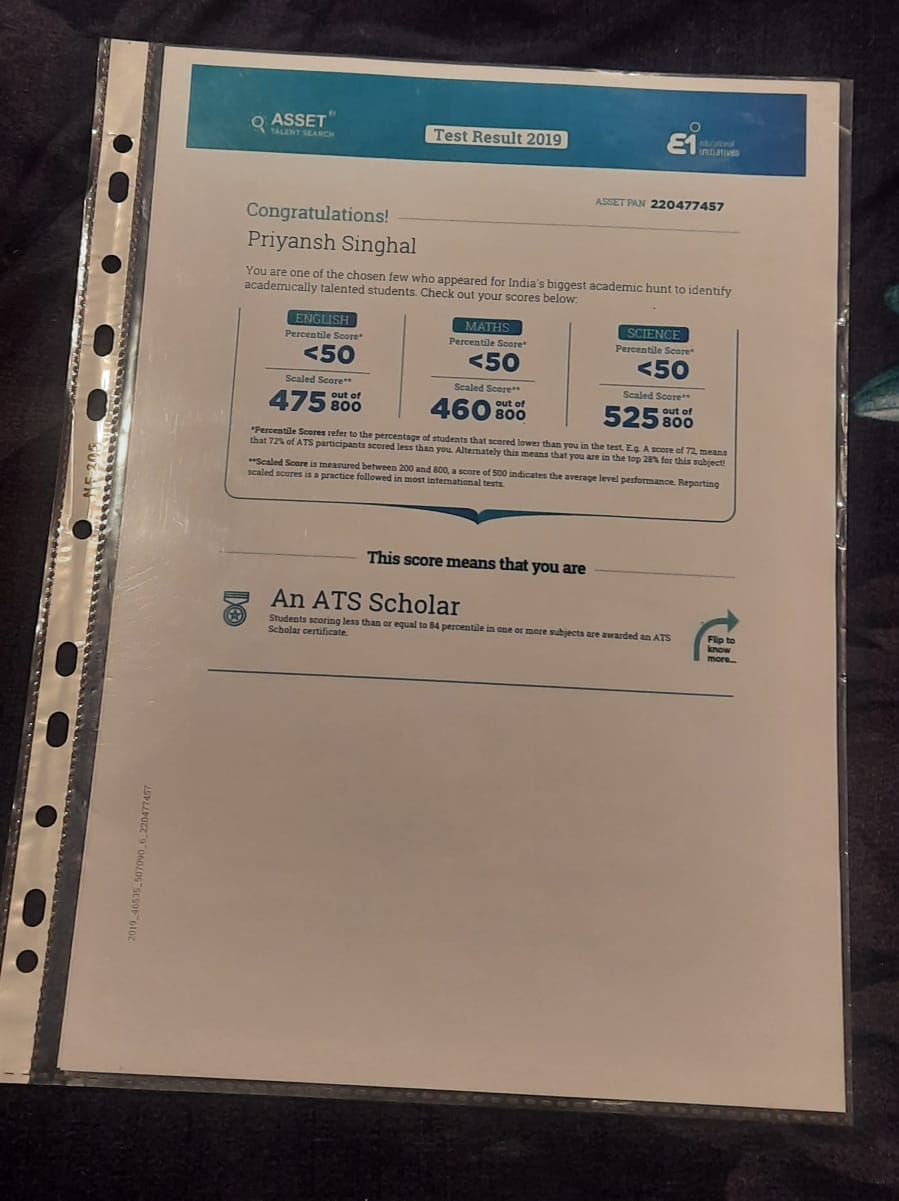 ASSET EI
TALENT SEARCH
Test Result 2019
Ei educational
INITIATIVES
ASSET PAN 220477457
Congratulations!
Priyansh Singhal
You are one of the chosen few who appeared for India's biggest academic hunt to identify
academically talented students. Check out your scores below:
ENGLISH
Percentile Score*
<50
Scaled Score**
475 out of 800
MATHS
Percentile Score*
<50
Scaled Score**
460 out of 800
SCIENCE
Percentile Score*
<50
Scaled Score**
525 out of 800
*Percentile Scores refer to the percentage of students that scored lower than you in the test. E.g. A score of 72, means
that 72% of ATS participants scored less than you. Alternately this means that you are in the top 28% for this subject!
**Scaled Score is measured between 200 and 800, a score of 500 indicates the average level performance. Reporting
scaled scores is a practice followed in most international tests.
This score means that you are
An ATS Scholar
Students scoring less than or equal to 84 percentile in one or more subjects are awarded an ATS
Scholar certificate.
Flip to
know
more...
2019_46535_507090_6_220477457